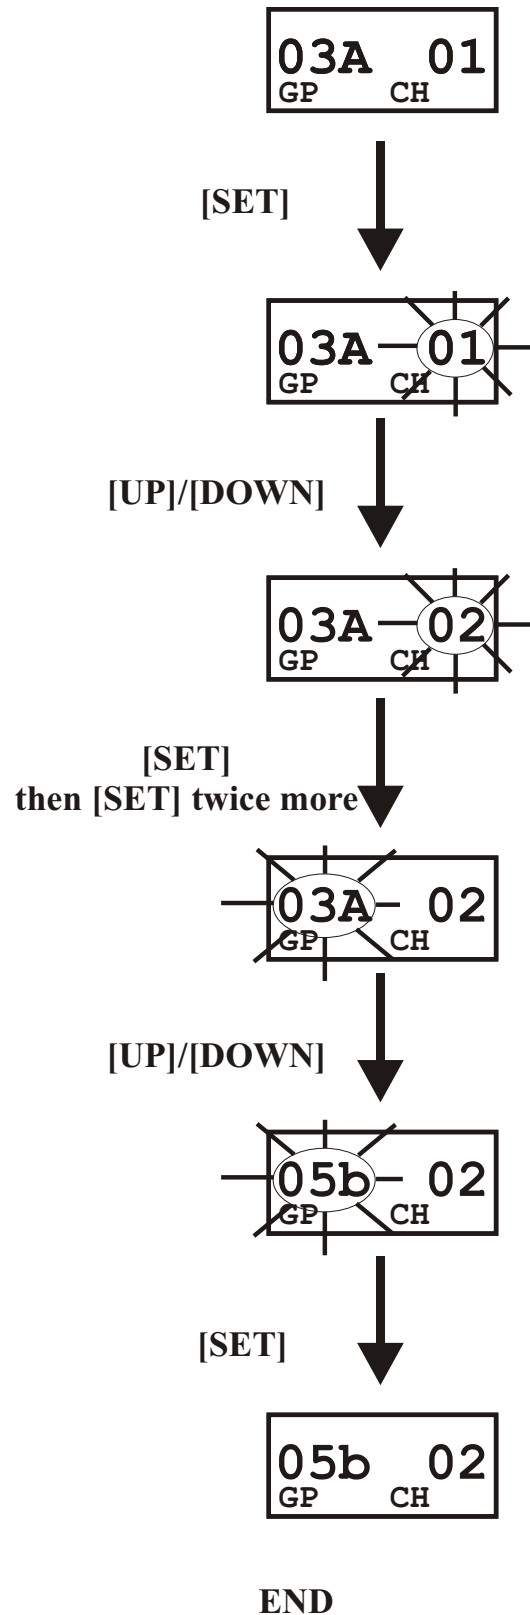 03A 01
GP CH
[SET]
03A 01
GP CH
[UP]/[DOWN]
03A 02
GP CH
[SET]
then [SET] twice more
03A 02
GP CH
[UP]/[DOWN]
05b 02
GP CH
[SET]
05b 02
GP CH
END